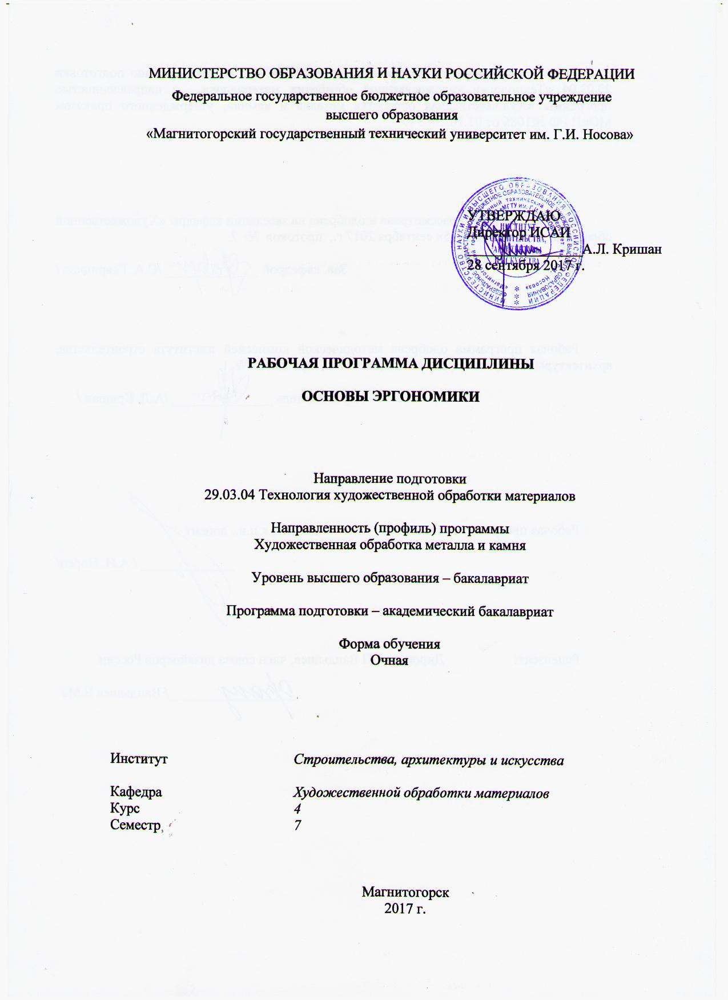 МИНИСТЕРСТВО ОБРАЗОВАНИЯ И НАУКИ РОССИЙСКОЙ ФЕДЕРАЦИИ
Федеральное государственное бюджетное образовательное учреждение
высшего образования
«Магнитогорский государственный технический университет им. Г.И. Носова»
УТВЕРЖДАЮ
Директор ИСАИ
А.Л. Кришан
28 сентября 2017 г.
РАБОЧАЯ ПРОГРАММА ДИСЦИПЛИНЫ
ОСНОВЫ ЭРГОНОМИКИ
Направление подготовки
29.03.04 Технология художественной обработки материалов
Направленность (профиль) программы
Художественная обработка металла и камня
Уровень высшего образования – бакалавриат
Программа подготовки – академический бакалавриат
Форма обучения
Очная
Институт Строительства, архитектуры и искусства
Кафедра Художественной обработки материалов
Курс 4
Семестр 7
Магнитогорск
2017 г.